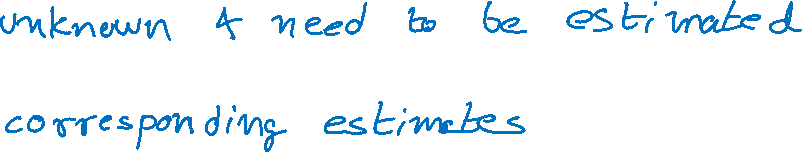 unknown & need to be estimated
corresponding estimates